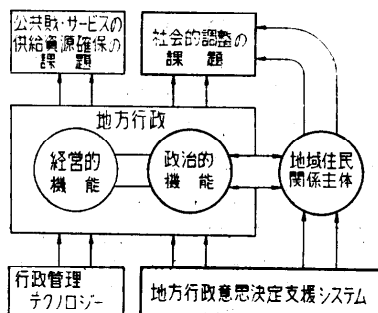 公共財・サービスの
供給資源確保の
課題
社会的調整の
課題
地方行政
経営的
機能
政治的
機能
地域住民
関係主体
行政管理
テクノロジー
地方行政意思決定支援システム